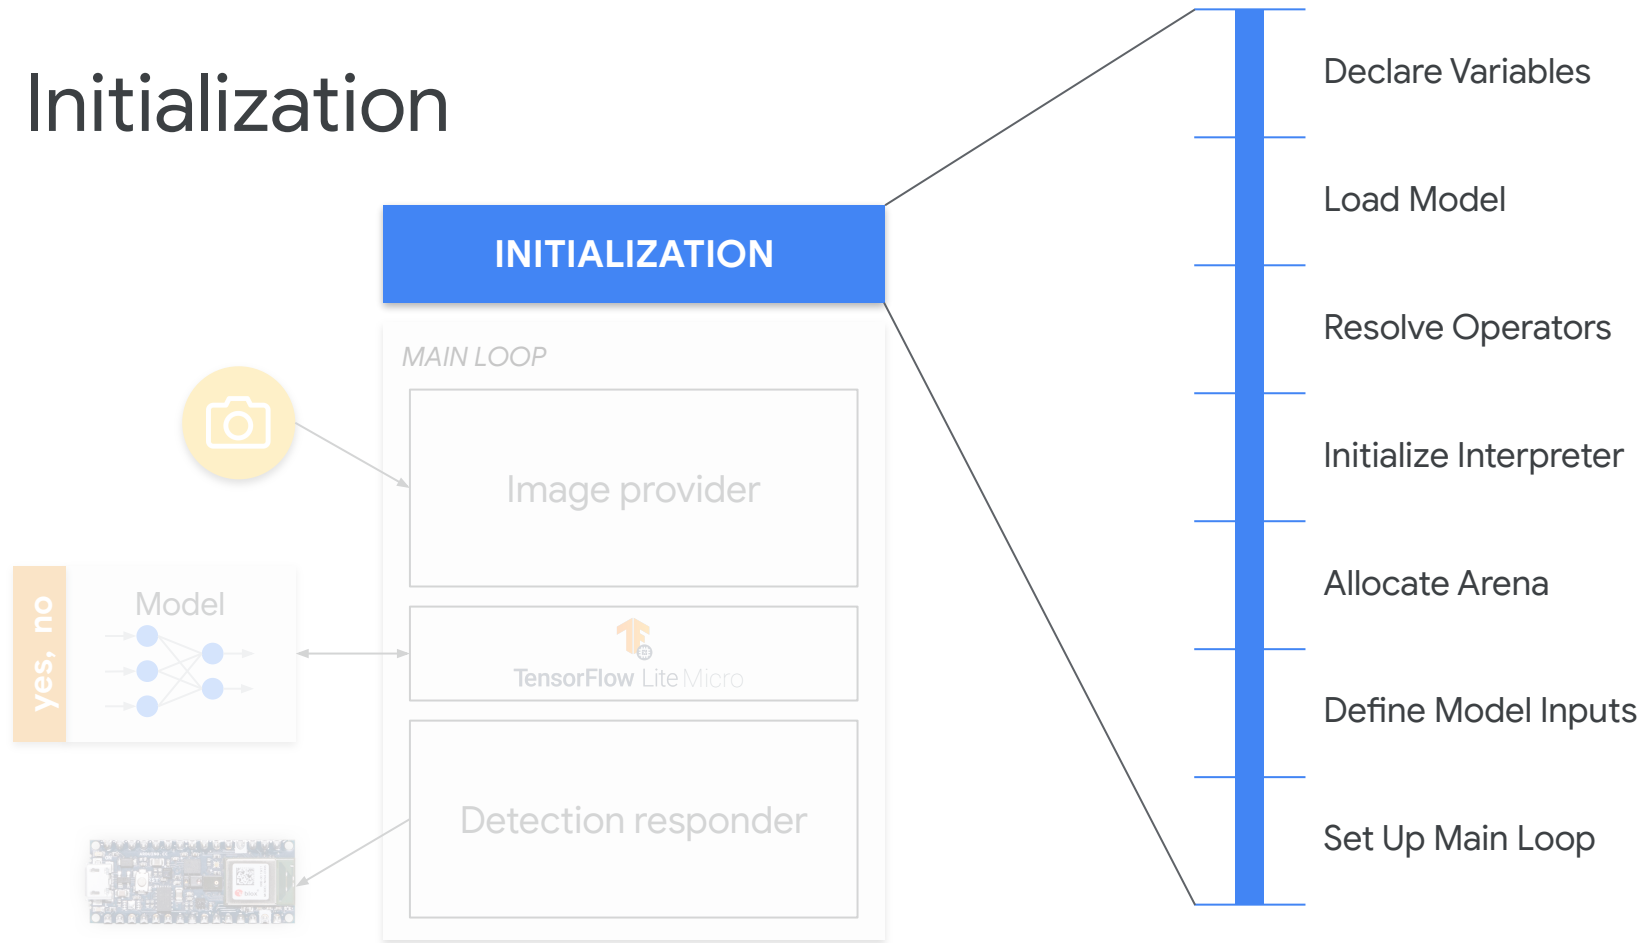 Initialization
INITIALIZATION
MAIN LOOP
Image provider
yes, no
Model
TensorFlow Lite Micro
Detection responder
Declare Variables
Load Model
Resolve Operators
Initialize Interpreter
Allocate Arena
Define Model Inputs
Set Up Main Loop